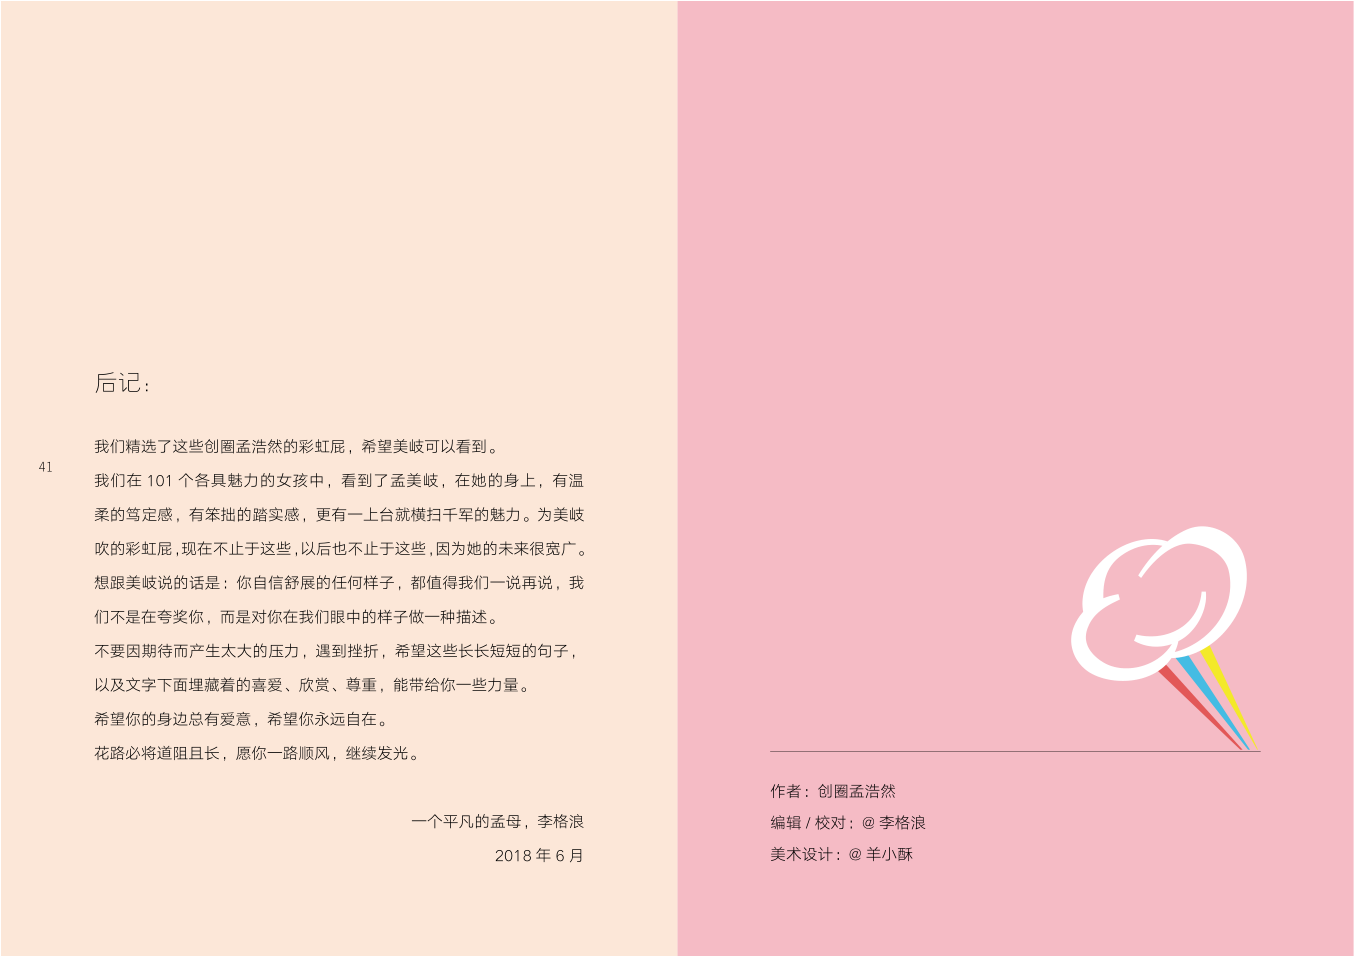 后记：
41
我们精选了这些创圈孟浩然的彩虹屁，希望美岐可以看到。
我们在 101 个各具魅力的女孩中，看到了孟美岐，在她的身上，有温
柔的笃定感，有笨拙的踏实感，更有一上台就横扫千军的魅力。为美岐
吹的彩虹屁,现在不止于这些,以后也不止于这些,因为她的未来很宽广。
想跟美岐说的话是：你自信舒展的任何样子，都值得我们一说再说，我
们不是在夸奖你，而是对你在我们眼中的样子做一种描述。
不要因期待而产生太大的压力，遇到挫折，希望这些长长短短的句子，
以及文字下面埋藏着的喜爱、欣赏、尊重，能带给你一些力量。
希望你的身边总有爱意，希望你永远自在。
花路必将道阻且长，愿你一路顺风，继续发光。
一个平凡的孟母，李格浪
2018 年 6 月
作者：创圈孟浩然
编辑 / 校对：@ 李格浪
美术设计：@ 羊小酥